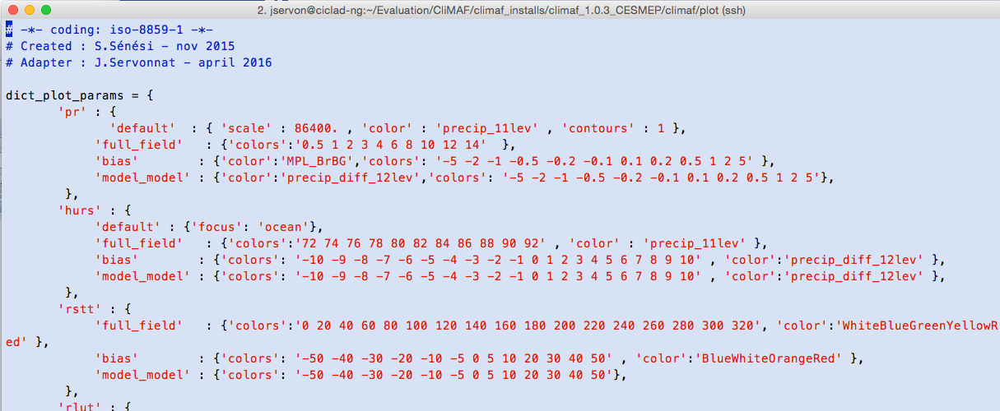 2. jservon@ciclad-ng:~/Evaluation/CliMAF/climaf_installs/climaf_1.0.3_CESMEP/climaf/plot (ssh)
# -*- coding: iso-8859-1 -*-
# Created : S.Sénési - nov 2015
# Adapter : J.Servonnat - april 2016
dict_plot_params = {
'pr' : {
'default'  : { 'scale' : 86400. , 'color' : 'precip_11lev' , 'contours' : 1 },
'full_field'   : {'colors':'0.5 1 2 3 4 6 8 10 12 14'  },
'bias'        : {'color':'MPL_BrBG','colors': '-5 -2 -1 -0.5 -0.2 -0.1 0.1 0.2 0.5 1 2 5' },
'model_model' : {'color':'precip_diff_12lev','colors': '-5 -2 -1 -0.5 -0.2 -0.1 0.1 0.2 0.5 1 2 5'},
},
'hurs' : {
'default' : {'focus': 'ocean'},
'full_field'   : {'colors':'72 74 76 78 80 82 84 86 88 90 92' , 'color' : 'precip_11lev' },
'bias'        : {'colors': '-10 -9 -8 -7 -6 -5 -4 -3 -2 -1 0 1 2 3 4 5 6 7 8 9 10' , 'color':'precip_diff_12lev' },
'model_model' : {'colors': '-10 -9 -8 -7 -6 -5 -4 -3 -2 -1 0 1 2 3 4 5 6 7 8 9 10' , 'color':'precip_diff_12lev' },
},
'rstt' : {
'full_field'   : {'colors':'0 20 40 60 80 100 120 140 160 180 200 220 240 260 280 300 320', 'color':'WhiteBlueGreenYellowR
ed' },
'bias'        : {'colors': '-50 -40 -30 -20 -10 -5 0 5 10 20 30 40 50' , 'color':'BlueWhiteOrangeRed' },
'model_model' : {'colors': '-50 -40 -30 -20 -10 -5 0 5 10 20 30 40 50'},
},
'rlut' : {